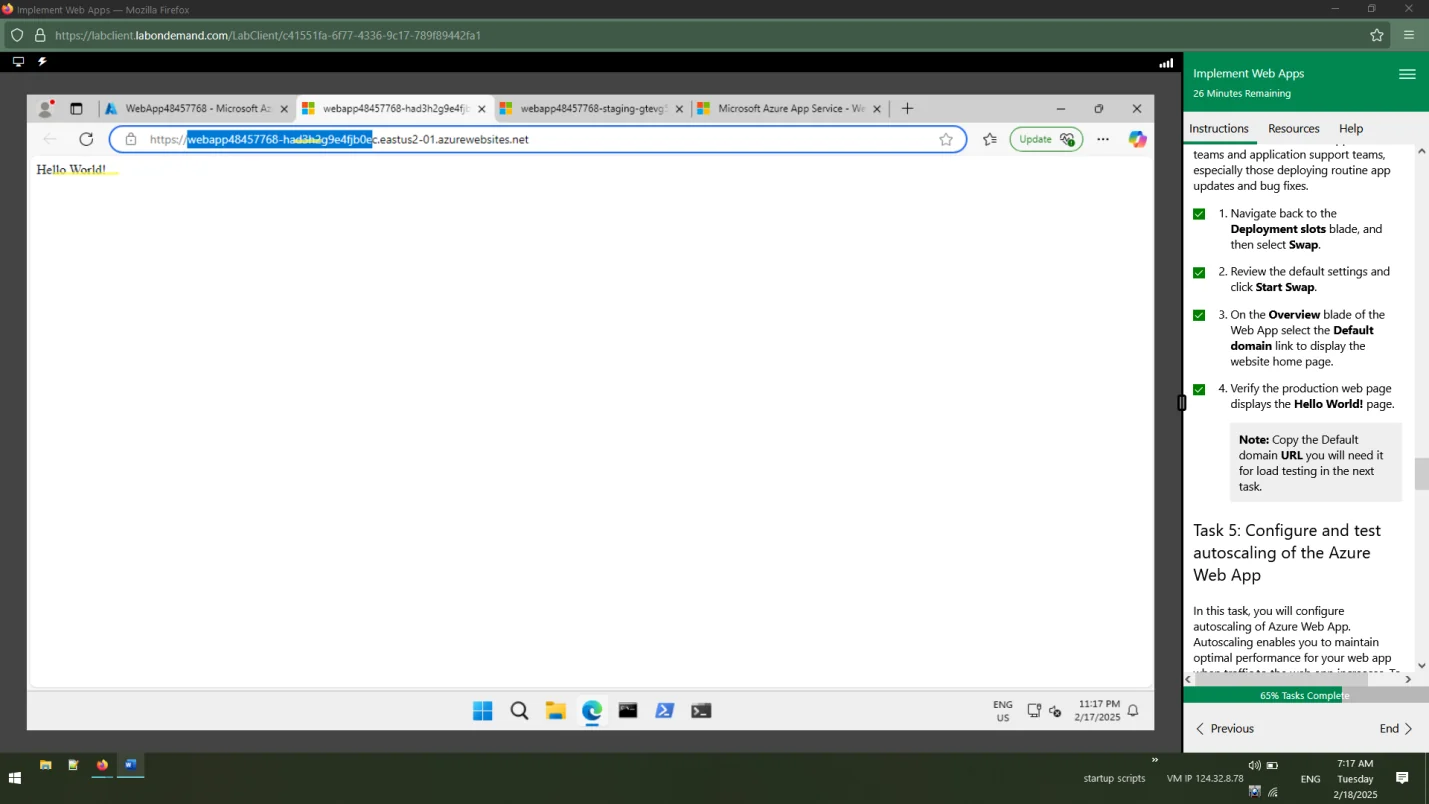 Implement Web Apps — Mozilla Firefox
https://labclient.labondemand.com/LabClient/c41551fa-6f77-4336-9c17-789f89442fa1
WebApp48457768 - Microsoft Az
webapp48457768-had3h2g9e4fjb
webapp48457768-staging-gtevg
Microsoft Azure App Service - We
https://webapp48457768-had3h2g9e4fjb0ec.eastus2-01.azurewebsites.net
Update
Hello World!
ENG
US
11:17 PM
2/17/2025
Implement Web Apps
26 Minutes Remaining
Instructions
Resources
Help
teams and application support teams,
especially those deploying routine app
updates and bug fixes.
1. Navigate back to the
Deployment slots blade, and
then select Swap.
2. Review the default settings and
click Start Swap.
3. On the Overview blade of the
Web App select the Default
domain link to display the
website home page.
4. Verify the production web page
displays the Hello World! page.
Note: Copy the Default
domain URL you will need it
for load testing in the next
task.
Task 5: Configure and test
autoscaling of the Azure
Web App
In this task, you will configure
autoscaling of Azure Web App.
Autoscaling enables you to maintain
optimal performance for your web app
when traffic to the web app increases. To
65% Tasks Complete
Previous
End
startup scripts
VM IP 124.32.8.78
ENG
7:17 AM
Tuesday
2/18/2025